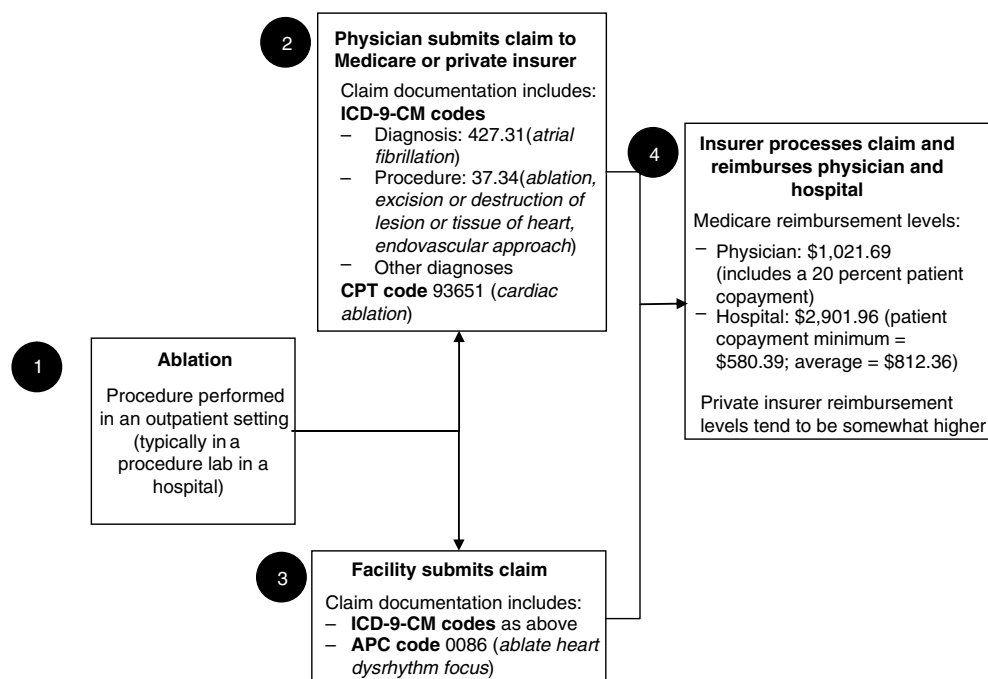 1
Ablation
Procedure performed
in an outpatient setting
(typically in a
procedure lab in a
hospital)
2
Physician submits claim to
Medicare or private insurer
Claim documentation includes:
ICD-9-CM codes
– Diagnosis: 427.31(atrial
fibrillation)
– Procedure: 37.34(ablation,
excision or destruction of
lesion or tissue of heart,
endovascular approach)
– Other diagnoses
CPT code 93651 (cardiac
ablation)
3
Facility submits claim
Claim documentation includes:
– ICD-9-CM codes as above
– APC code 0086 (ablate heart
dysrhythm focus)
4
Insurer processes claim and
reimburses physician and
hospital
Medicare reimbursement levels:
– Physician: $1,021.69
(includes a 20 percent patient
copayment)
– Hospital: $2,901.96 (patient
copayment minimum =
$580.39; average = $812.36)
Private insurer reimbursement
levels tend to be somewhat higher